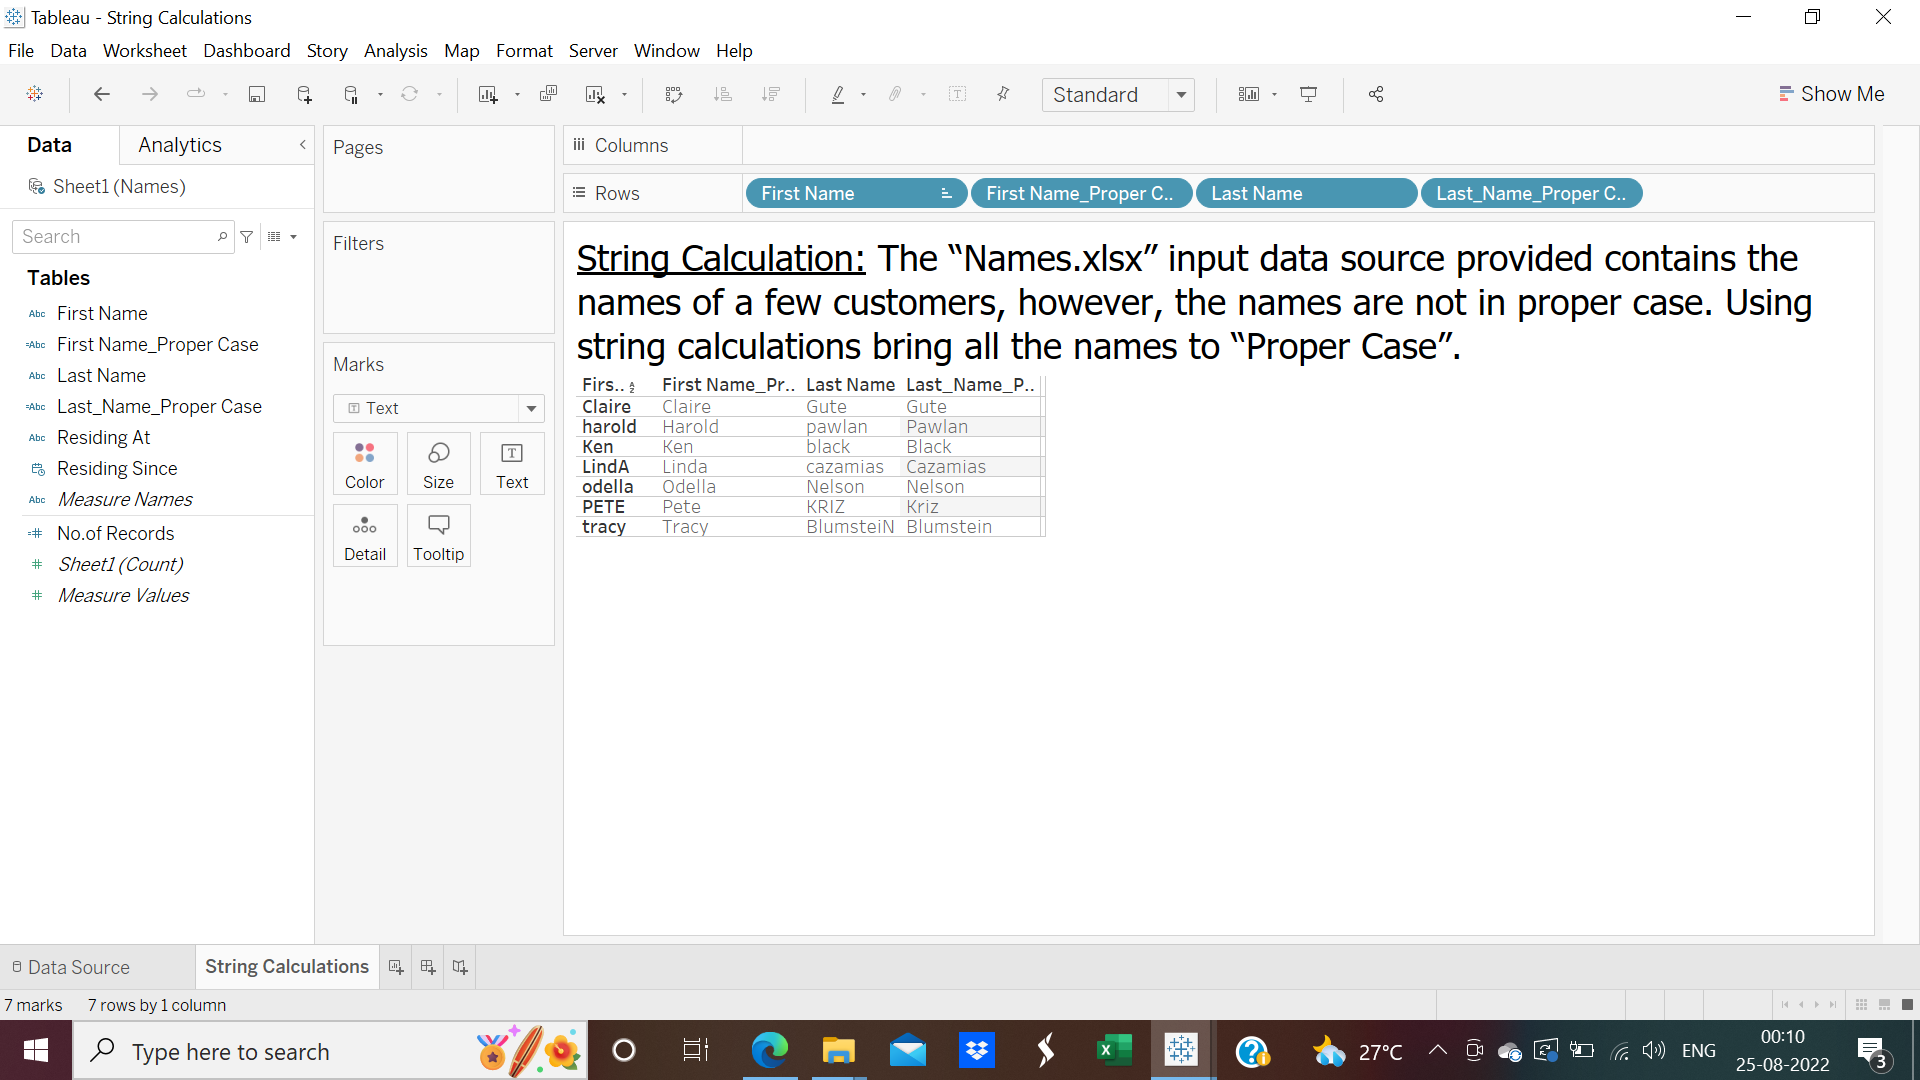 Tableau - String Calculations
File Data Worksheet Dashboard Story Analysis Map Format Server Window Help
Standard
Show Me
Data Analytics
Sheet1 (Names)
Search
Tables
Abc First Name
=Abc First Name_Proper Case
Abc Last Name
=Abc Last_Name_Proper Case
Abc Residing At
Residing Since
Abc Measure Names
=# No.of Records
# Sheet1 (Count)
# Measure Values
Pages
Filters
Marks
Text
Color Size Text
Detail Tooltip
Columns
Rows First Name First Name_Proper C.. Last Name Last_Name_Proper C..
String Calculation: The “Names.xlsx” input data source provided contains the
names of a few customers, however, the names are not in proper case. Using
string calculations bring all the names to “Proper Case”.
Firs.. First Name_Pr.. Last Name Last_Name_P..
Claire Claire Gute Gute
harold Harold pawlan Pawlan
Ken Ken black Black
LindA Linda cazamias Cazamias
odella Odella Nelson Nelson
PETE Pete KRIZ Kriz
tracy Tracy BlumsteiN Blumstein
Data Source String Calculations
7 marks 7 rows by 1 column
Type here to search
27°C
ENG
00:10
25-08-2022
3